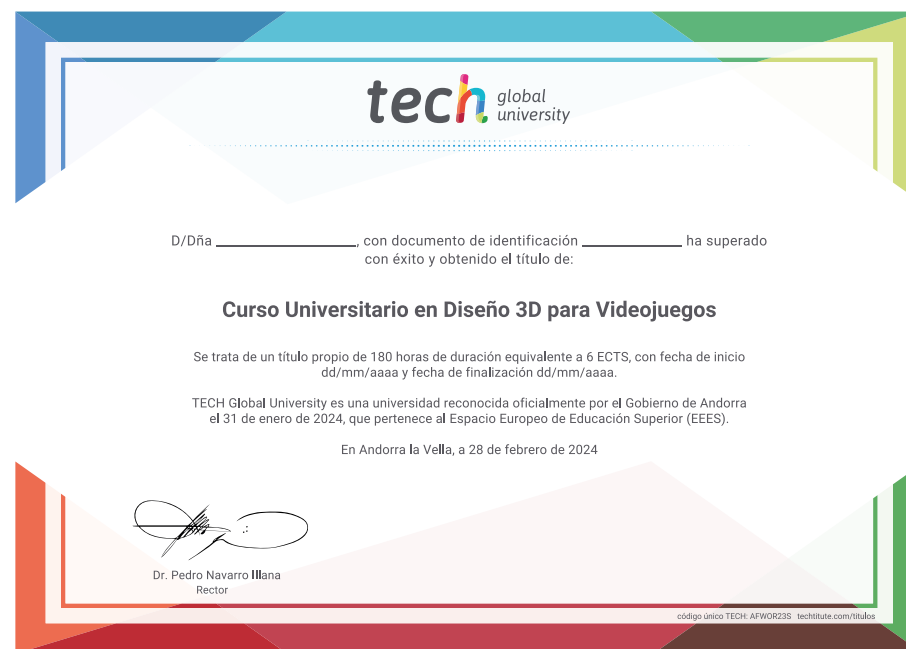 tech global university
D/Dña ______________, con documento de identificación __________ ha superado
con éxito y obtenido el título de:
Curso Universitario en Diseño 3D para Videojuegos
Se trata de un título propio de 180 horas de duración equivalente a 6 ECTS, con fecha de inicio
dd/mm/aaaa y fecha de finalización dd/mm/aaaa.
TECH Global University es una universidad reconocida oficialmente por el Gobierno de Andorra
el 31 de enero de 2024, que pertenece al Espacio Europeo de Educación Superior (EEES).
En Andorra la Vella, a 28 de febrero de 2024
Dr. Pedro Navarro Illana
Rector
código único TECH: AFWOR23S techtitute.com/titulos